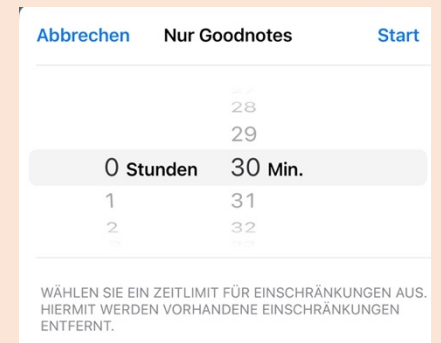 Abbrechen Nur Goodnotes Start
28
29
0 Stunden 30 Min.
1 31
2 32
WÄHLEN SIE EIN ZEITLIMIT FÜR EINSCHRÄNKUNGEN AUS.
HIERMIT WERDEN VORHANDENE EINSCHRÄNKUNGEN
ENTFERNT.